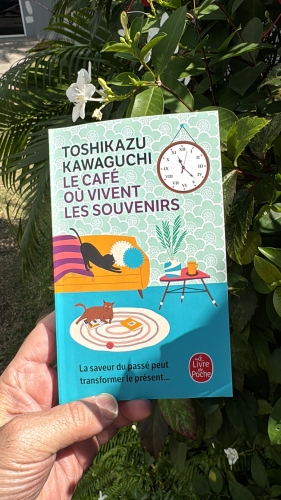 TOSHIKAZU
KAWAGUCHI
LE CAFÉ
OÙ VIVENT
LES SOUVENIRS
La saveur du passé peut
transformer le présent...
Le
Livre
de
Poche